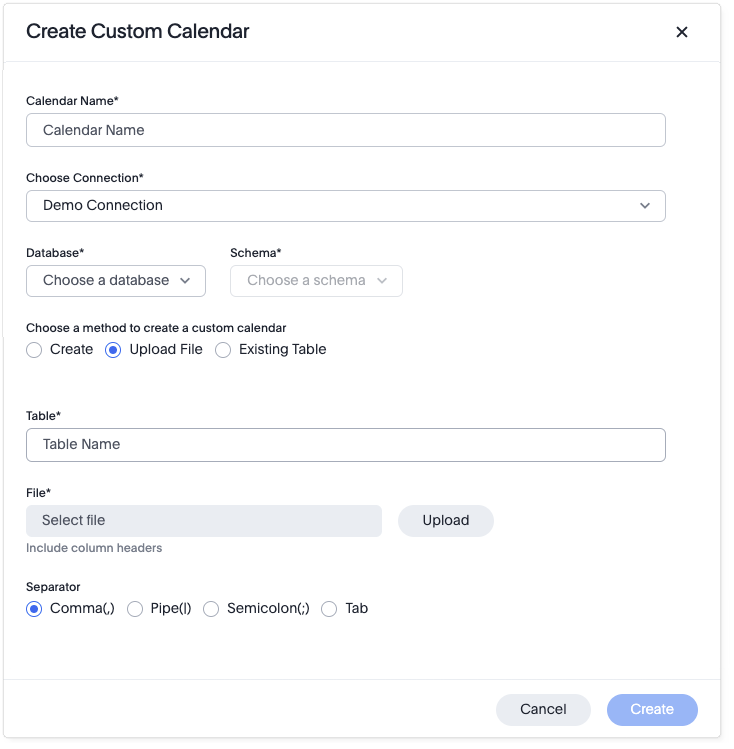 Create Custom Calendar
Calendar Name*
Calendar Name
Choose Connection*
Demo Connection
Database* Schema*
Choose a database Choose a schema
Choose a method to create a custom calendar
Create Upload File Existing Table
Table*
Table Name
File*
Select file Upload
Include column headers
Separator
Comma(,) Pipe(|) Semicolon(;) Tab
Cancel Create